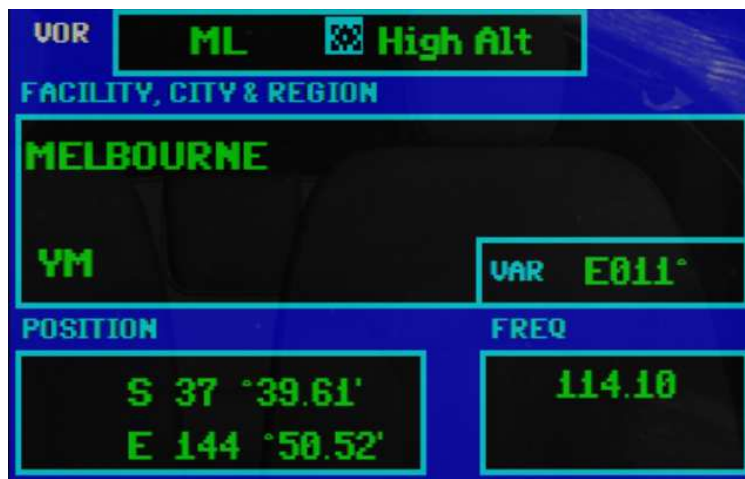 VOR ML High Alt
FACILITY, CITY & REGION
MELBOURNE
YM VAR E011°
POSITION FREQ
S 37 °39.61' 114.10
E 144 °50.52'